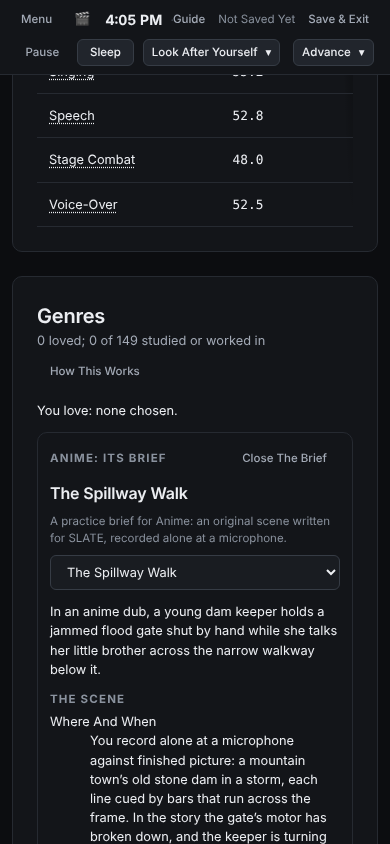 Menu 🎬 4:05 PM Guide Not Saved Yet Save & Exit
Pause Sleep Look After Yourself ▾ Advance ▾
Speech 52.8
Stage Combat 48.0
Voice-Over 52.5
Genres
0 loved; 0 of 149 studied or worked in
How This Works
You love: none chosen.
ANIME: ITS BRIEF Close The Brief
The Spillway Walk
A practice brief for Anime: an original scene written
for SLATE, recorded alone at a microphone.
The Spillway Walk
In an anime dub, a young dam keeper holds a
jammed flood gate shut by hand while she talks
her little brother across the narrow walkway
below it.
THE SCENE
Where And When
You record alone at a microphone
against finished picture: a mountain
town’s old stone dam in a storm, each
line cued by bars that run across the
frame. In the story the gate’s motor has
broken down, and the keeper is turning